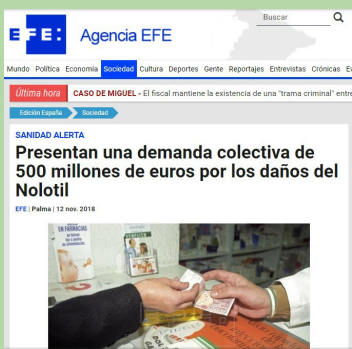 Buscar
EFE:
Agencia EFE
Mundo Política Economía Sociedad Cultura Deportes Gente Reportajes Entrevistas Crónicas
Última hora CASO DE MIGUEL - El fiscal mantiene la existencia de una "trama criminal" entre
Edición España Sociedad
SANIDAD ALERTA
Presentan una demanda colectiva de
500 millones de euros por los daños del
Nolotil
EFE | Palma | 12 nov. 2018
EN FARMACIAS